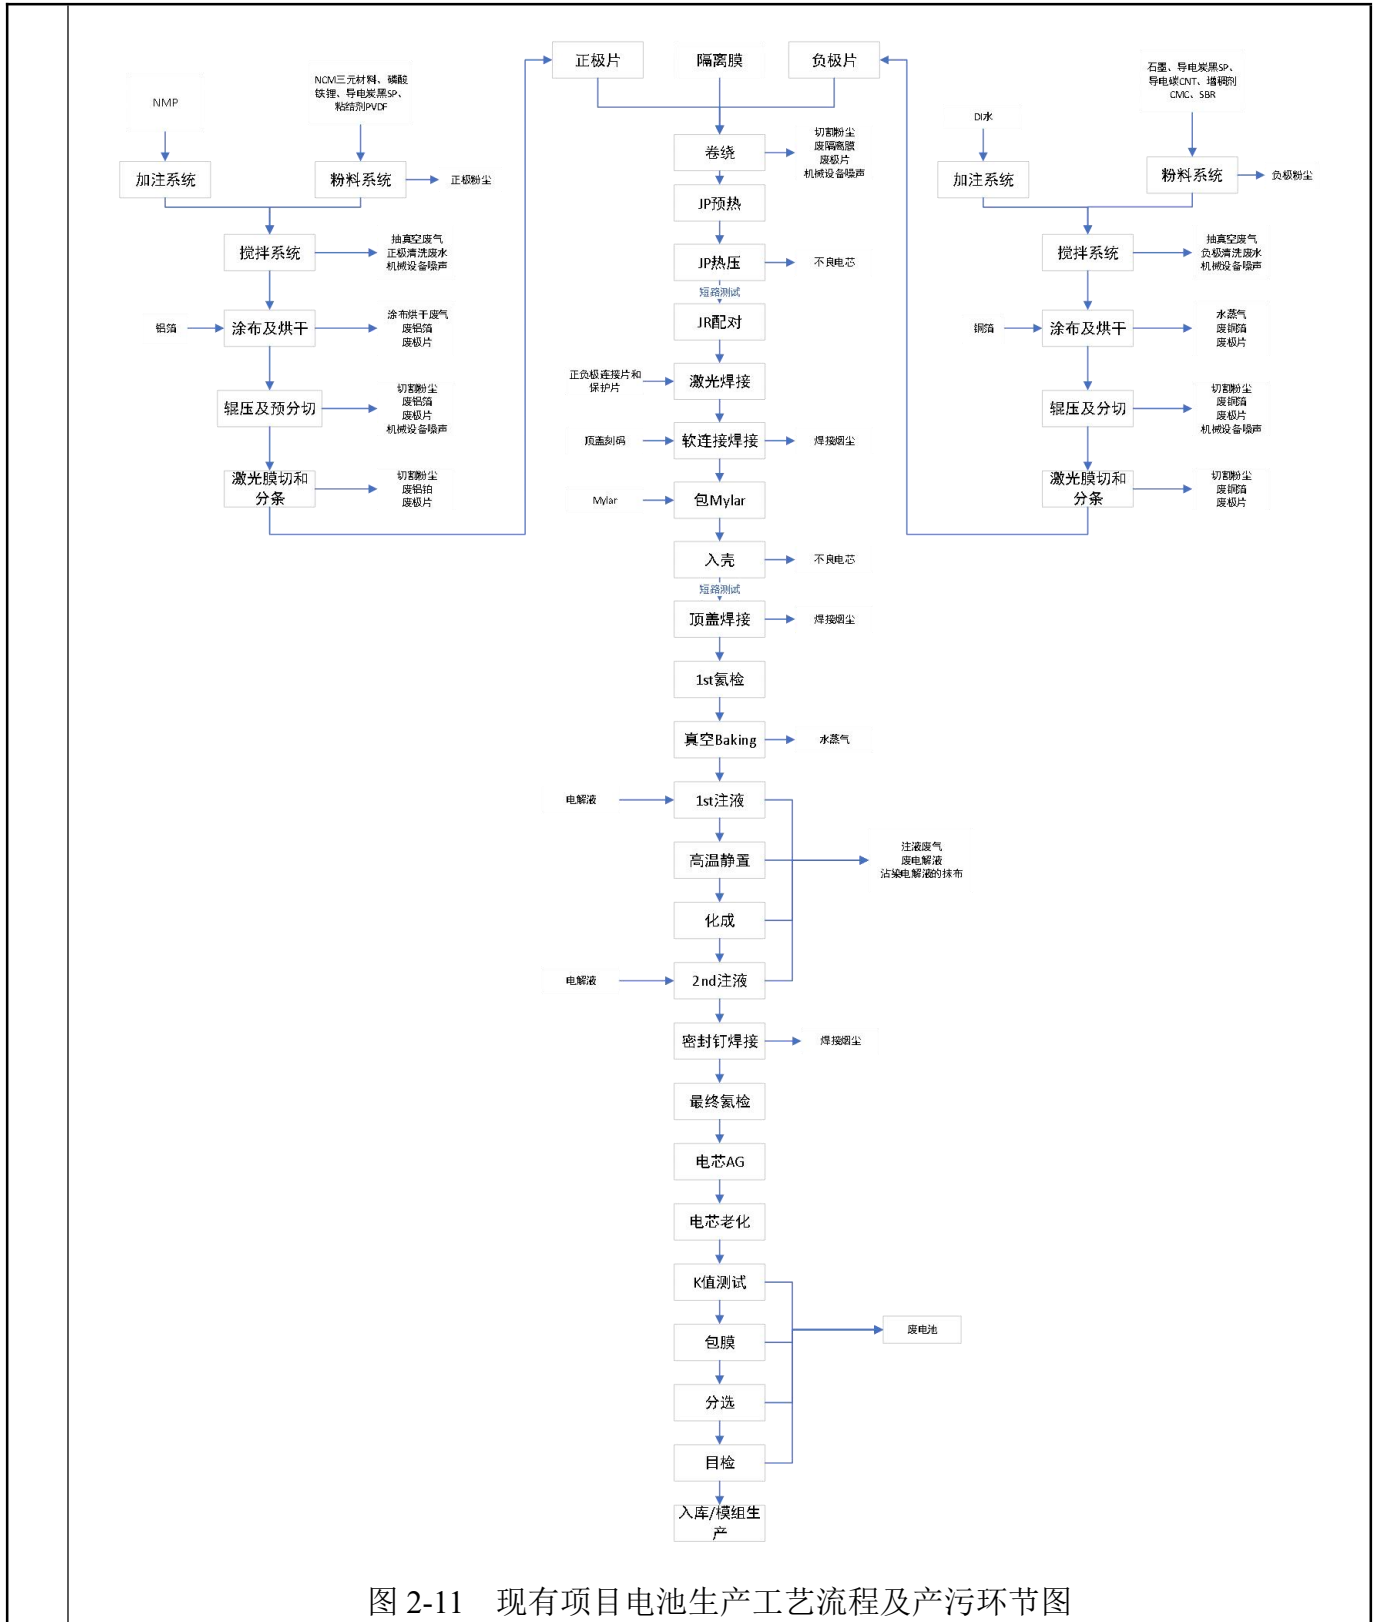 正极片
隔离膜
负极片
NMP
NCM三元材料、磷酸
铁锂、导电炭黑SP、
粘结剂PVDF
加注系统
粉料系统
正极粉尘
搅拌系统
抽真空废气
正极清洗废水
机械设备噪声
铝箔
涂布及烘干
涂布烘干废气
废铝箔
废极片
辊压及预分切
切割粉尘
废铝箔
废极片
机械设备噪声
激光膜切和
分条
切割粉尘
废铝铂
废极片
卷绕
切割粉尘
废隔离膜
废极片
机械设备噪声
JP预热
JP热压
不良电芯
短路测试
JR配对
正负极连接片和
保护片
激光焊接
顶盖刻码
软连接焊接
焊接烟尘
Mylar
包Mylar
入壳
不良电芯
短路测试
顶盖焊接
焊接烟尘
1st氦检
真空Baking
水蒸气
电解液
1st注液
高温静置
注液废气
废电解液
沾染电解液的抹布
化成
电解液
2nd注液
密封钉焊接
焊接烟尘
最终氦检
电芯AG
电芯老化
K值测试
包膜
废电池
分选
目检
入库/模组生
产
DI水
石墨、导电炭黑SP、
导电碳CNT、增稠剂
CMC、SBR
加注系统
粉料系统
负极粉尘
搅拌系统
抽真空废气
负极清洗废水
机械设备噪声
铜箔
涂布及烘干
水蒸气
废铜箔
废极片
辊压及分切
切割粉尘
废铜箔
废极片
机械设备噪声
激光膜切和
分条
切割粉尘
废铜箔
废极片
图 2-11 现有项目电池生产工艺流程及产污环节图